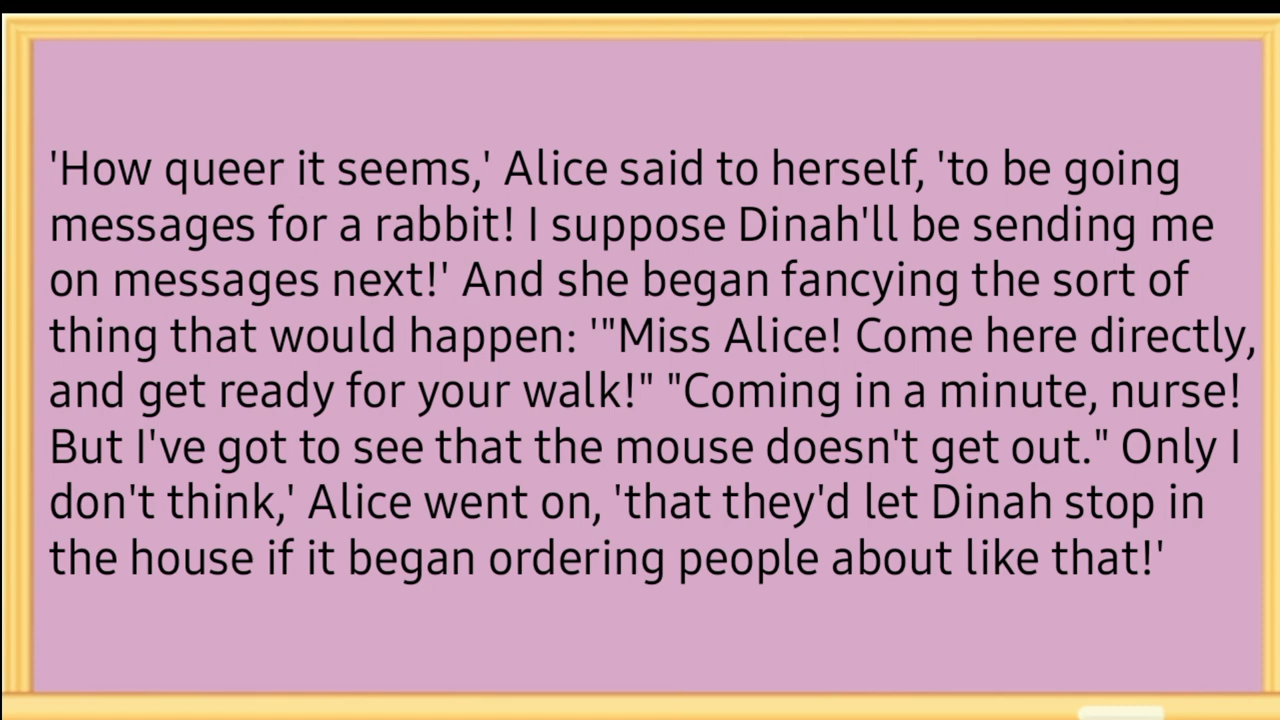 'How queer it seems,' Alice said to herself, 'to be going
messages for a rabbit! I suppose Dinah'll be sending me
on messages next!' And she began fancying the sort of
thing that would happen: '"Miss Alice! Come here directly,
and get ready for your walk!" "Coming in a minute, nurse!
But I've got to see that the mouse doesn't get out." Only I
don't think,' Alice went on, 'that they'd let Dinah stop in
the house if it began ordering people about like that!'